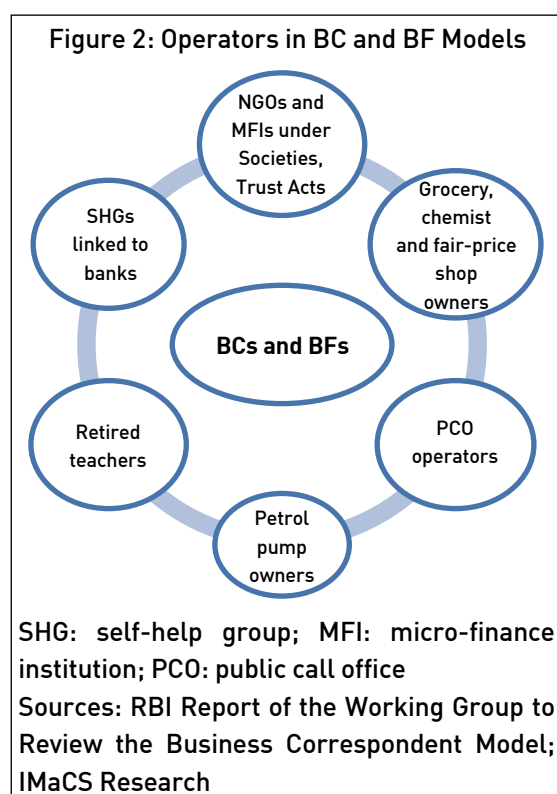 Figure 2: Operators in BC and BF Models
NGOs and
MFIs under
Societies,
Trust Acts
Grocery,
chemist
and fair-price
shop
owners
PCO
operators
Petrol
pump
owners
Retired
teachers
SHGs
linked to
banks
BCs and BFs
SHG: self-help group; MFI: micro-finance
institution; PCO: public call office
Sources: RBI Report of the Working Group to
Review the Business Correspondent Model;
IMaCS Research